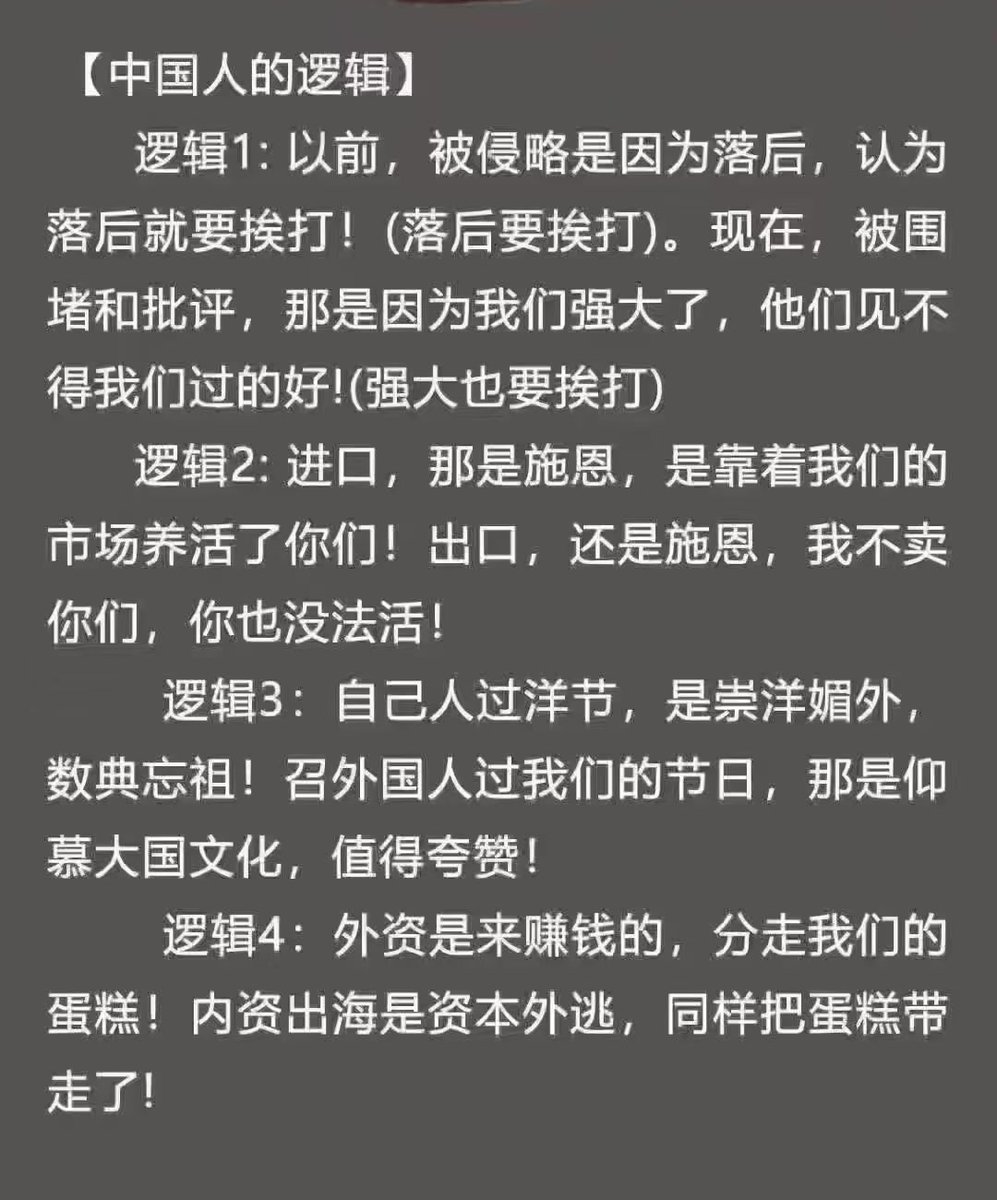 【中国人的逻辑】
逻辑1: 以前，被侵略是因为落后，认为
落后就要挨打！(落后要挨打)。现在，被围
堵和批评，那是因为我们强大了，他们见不
得我们过的好!(强大也要挨打)
逻辑2: 进口，那是施恩，是靠着我们的
市场养活了你们！出口，还是施恩，我不卖
你们，你也没法活！
逻辑3：自己人过洋节，是崇洋媚外，
数典忘祖！召外国人过我们的节日，那是仰
慕大国文化，值得夸赞！
逻辑4：外资是来赚钱的，分走我们的
蛋糕！内资出海是资本外逃，同样把蛋糕带
走了!